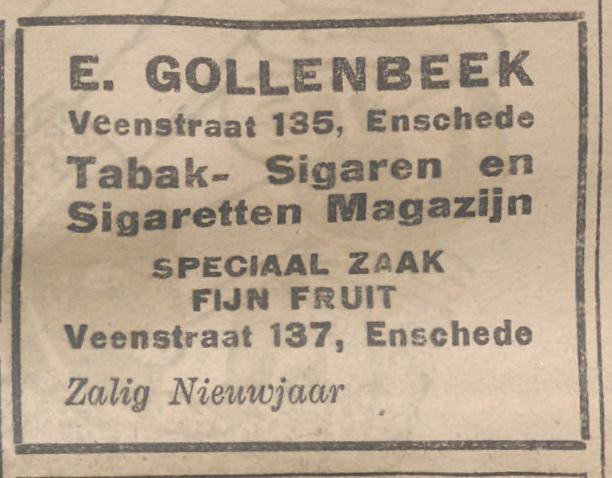 E. GOLLENBEEK
Veenstraat 135, Enschede
Tabak- Sigaren en
Sigaretten Magazijn
SPECIAAL ZAAK
FIJN FRUIT
Veenstraat 137, Enschede
Zalig Nieuwjaar